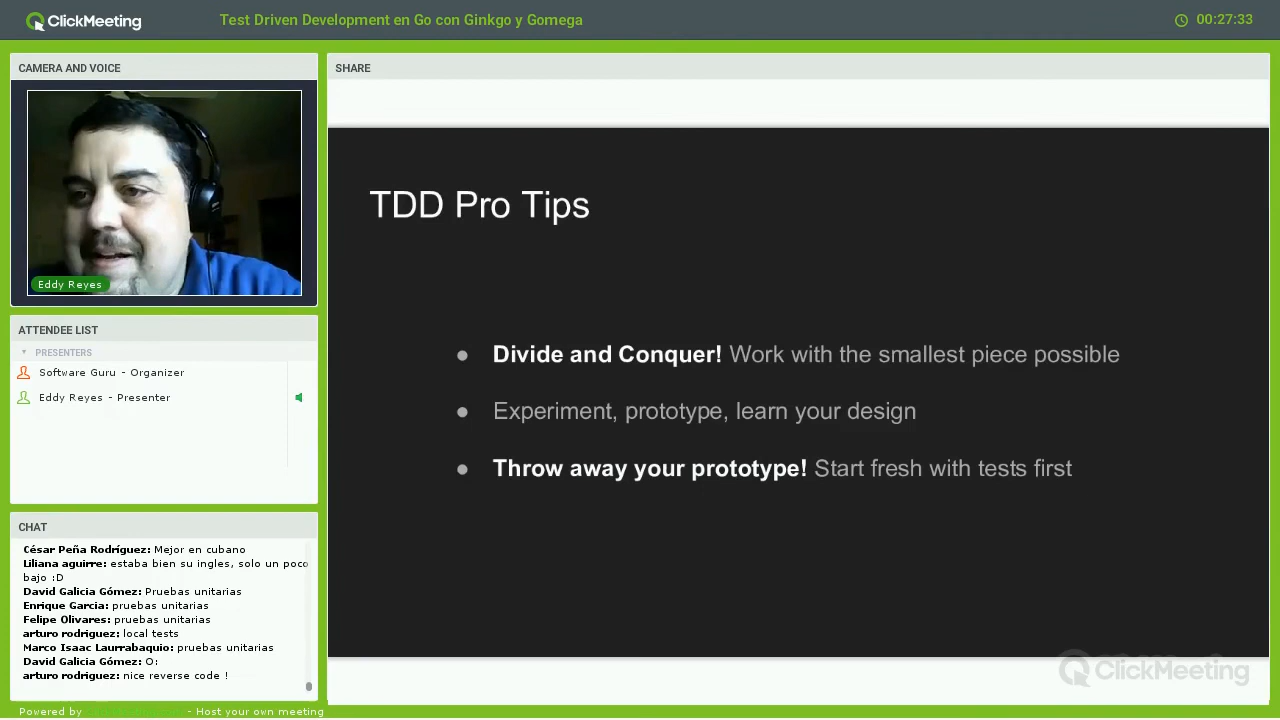 ClickMeeting
Test Driven Development en Go con Ginkgo y Gomega
00:27:33
CAMERA AND VOICE
Eddy Reyes
ATTENDEE LIST
PRESENTERS
Software Guru - Organizer
Eddy Reyes - Presenter
CHAT
César Peña Rodríguez: Mejor en cubano
Liliana aguirre: estaba bien su ingles, solo un poco
bajo :D
David Galicia Gómez: Pruebas unitarias
Enrique Garcia: pruebas unitarias
Felipe Olivares: pruebas unitarias
arturo rodriguez: local tests
Marco Isaac Laurrabaquio: pruebas unitarias
David Galicia Gómez: O:
arturo rodriguez: nice reverse code !
Powered by - Host your own meeting
SHARE
TDD Pro Tips
● Divide and Conquer! Work with the smallest piece possible
● Experiment, prototype, learn your design
● Throw away your prototype! Start fresh with tests first
ClickMeeting